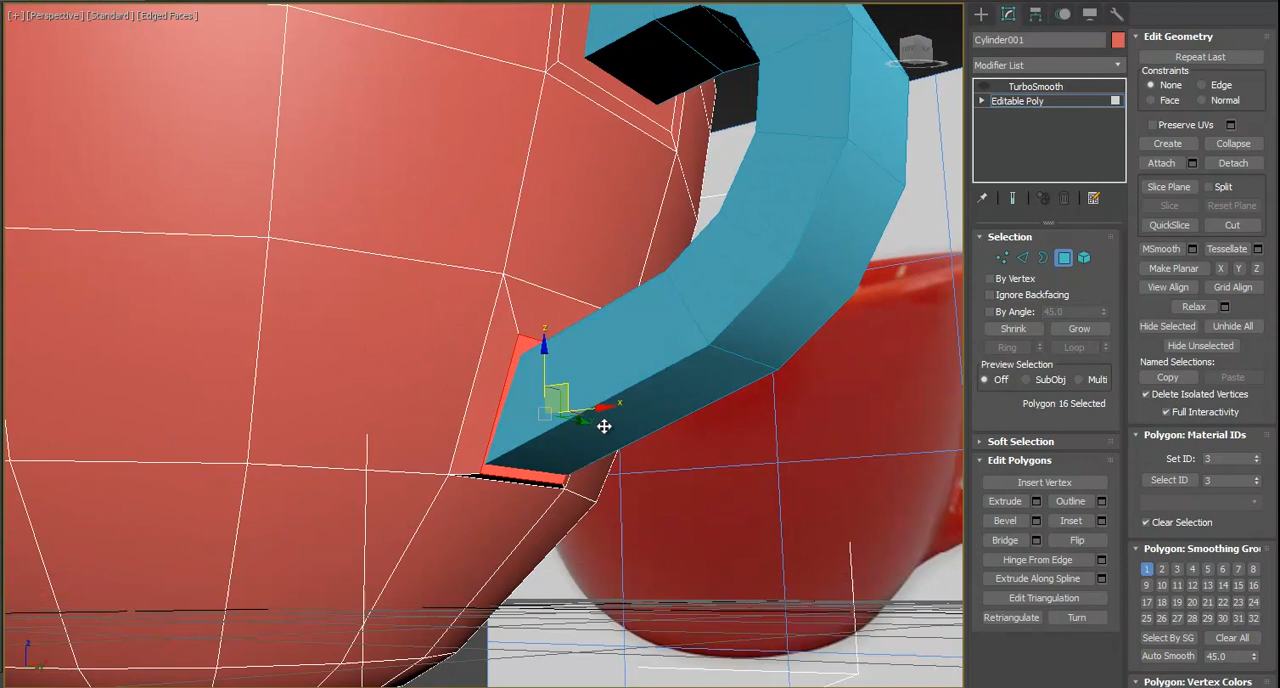 [+] [Perspective] [Standard] [Edged Faces]
z
x
z
Cylinder001
Modifier List
TurboSmooth
Editable Poly
Selection
By Vertex
Ignore Backfacing
By Angle: 45.0
Shrink Grow
Ring Loop
Preview Selection
Off SubObj Multi
Polygon 16 Selected
Soft Selection
Edit Polygons
Insert Vertex
Extrude Outline
Bevel Inset
Bridge Flip
Hinge From Edge
Extrude Along Spline
Edit Triangulation
Retriangulate Turn
Edit Geometry
Repeat Last
Constraints
None Edge
Face Normal
Preserve UVs
Create Collapse
Attach Detach
Slice Plane Split
Slice Reset Plane
QuickSlice Cut
MSmooth Tessellate
Make Planar X Y Z
View Align Grid Align
Relax
Hide Selected Unhide All
Hide Unselected
Named Selections:
Copy Paste
Delete Isolated Vertices
Full Interactivity
Polygon: Material IDs
Set ID: 3
Select ID 3
Clear Selection
Polygon: Smoothing Gro
1 2 3 4 5 6 7 8
9 10 11 12 13 14 15 16
17 18 19 20 21 22 23 24
25 26 27 28 29 30 31 32
Select By SG Clear All
Auto Smooth 45.0
Polygon: Vertex Colors